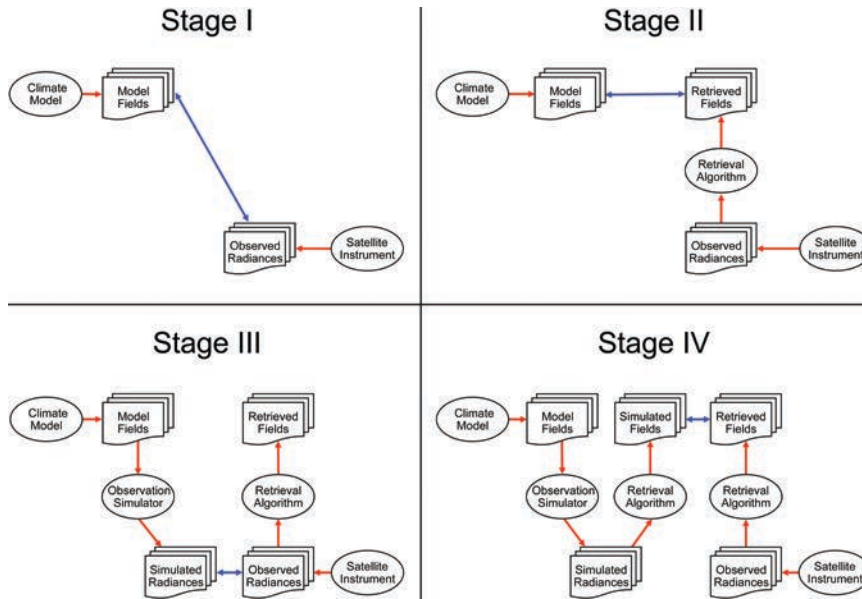 Stage I
Climate
Model
Model
Fields
Observed
Radiances
Satellite
Instrument
Stage II
Climate
Model
Model
Fields
Retrieved
Fields
Retrieval
Algorithm
Observed
Radiances
Satellite
Instrument
Stage III
Climate
Model
Model
Fields
Retrieved
Fields
Observation
Simulator
Retrieval
Algorithm
Simulated
Radiances
Observed
Radiances
Satellite
Instrument
Stage IV
Climate
Model
Model
Fields
Simulated
Fields
Retrieved
Fields
Observation
Simulator
Retrieval
Algorithm
Retrieval
Algorithm
Simulated
Radiances
Observed
Radiances
Satellite
Instrument